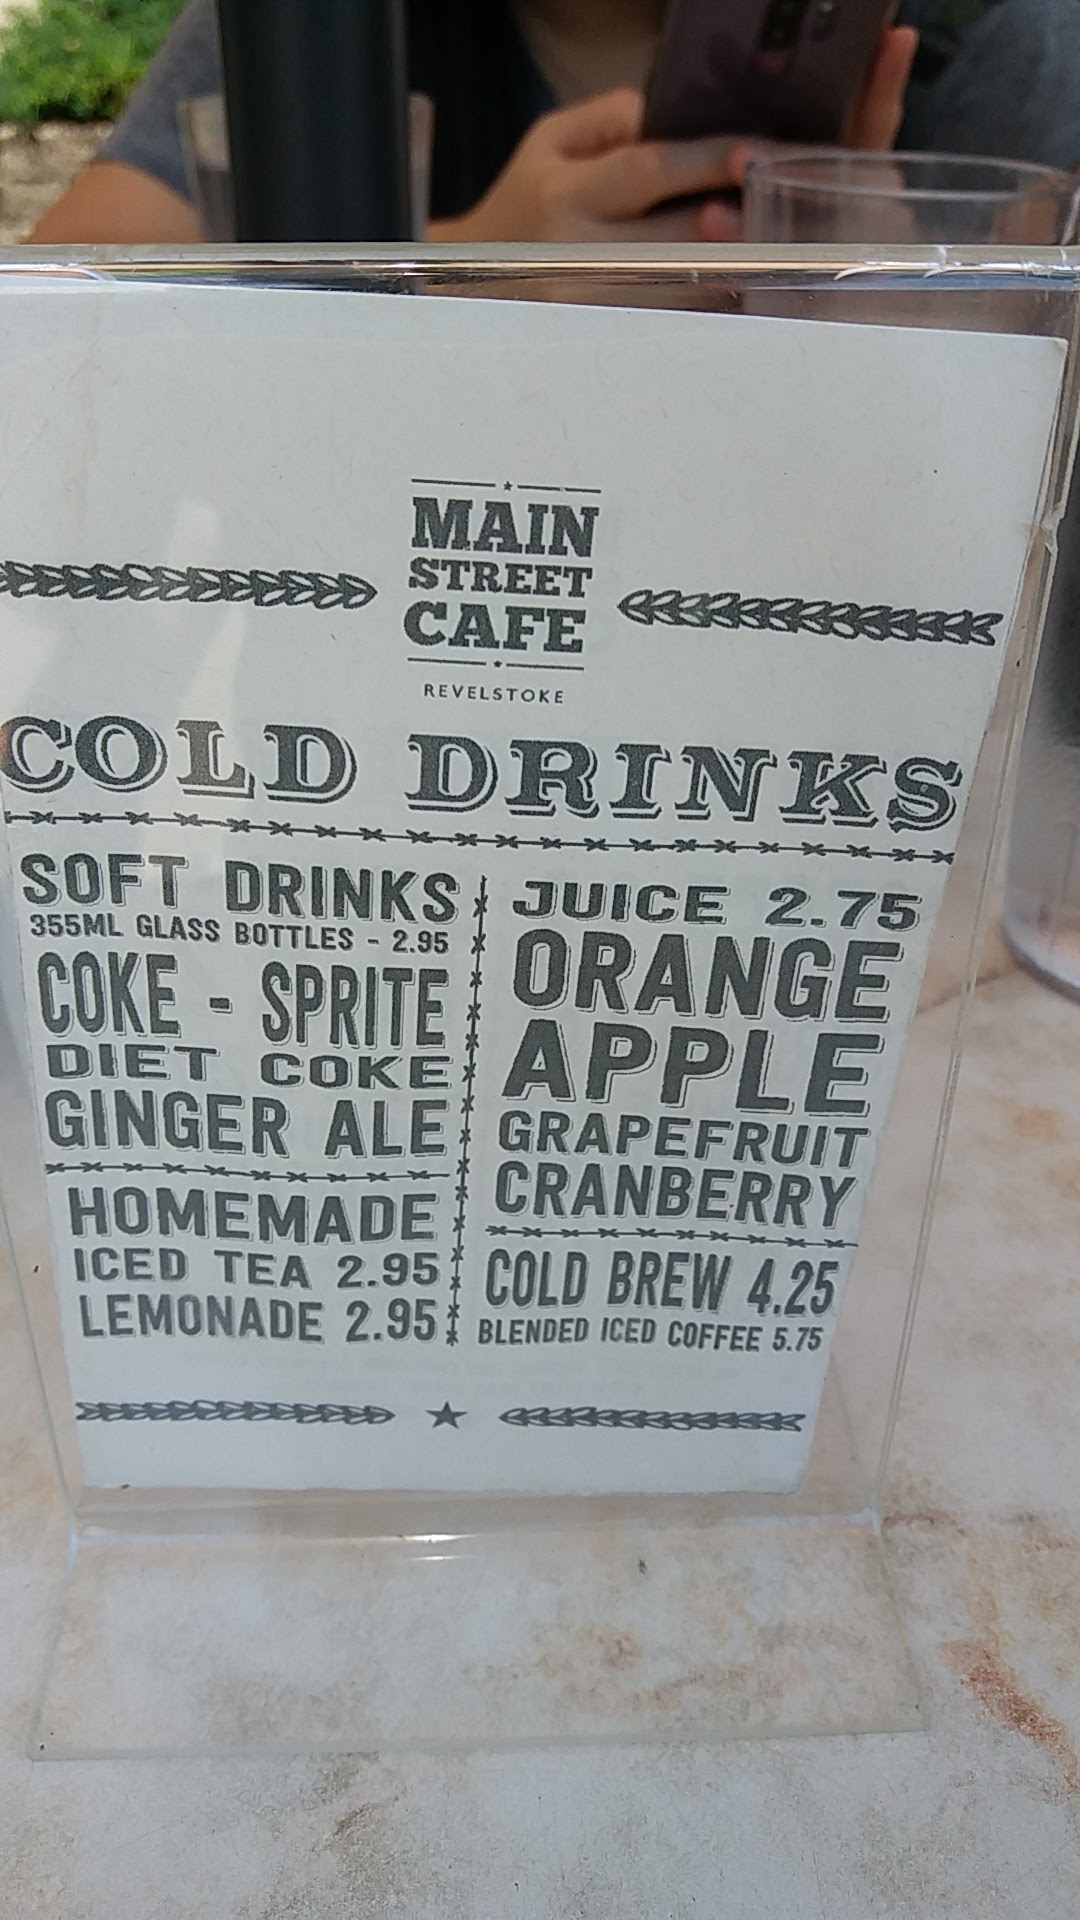 MAIN
STREET
CAFE
REVELSTOKE
COLD DRINKS
SOFT DRINKS
355ML GLASS BOTTLES - 2.95
COKE - SPRITE
DIET COKE
GINGER ALE
HOMEMADE
ICED TEA 2.95
LEMONADE 2.95
JUICE 2.75
ORANGE
APPLE
GRAPEFRUIT
CRANBERRY
COLD BREW 4.25
BLENDED ICED COFFEE 5.75